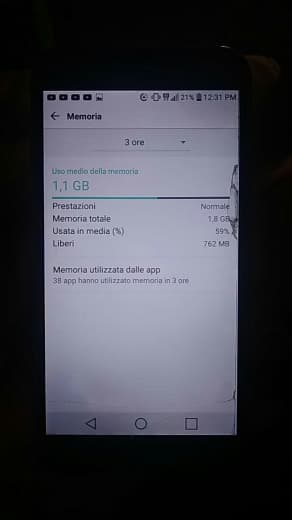 21% 12:31 PM
Memoria
3 ore
Uso medio della memoria
1,1 GB
Prestazioni Normale
Memoria totale 1,8 GB
Usata in media (%) 59%
Liberi 762 MB
Memoria utilizzata dalle app
38 app hanno utilizzato memoria in 3 ore